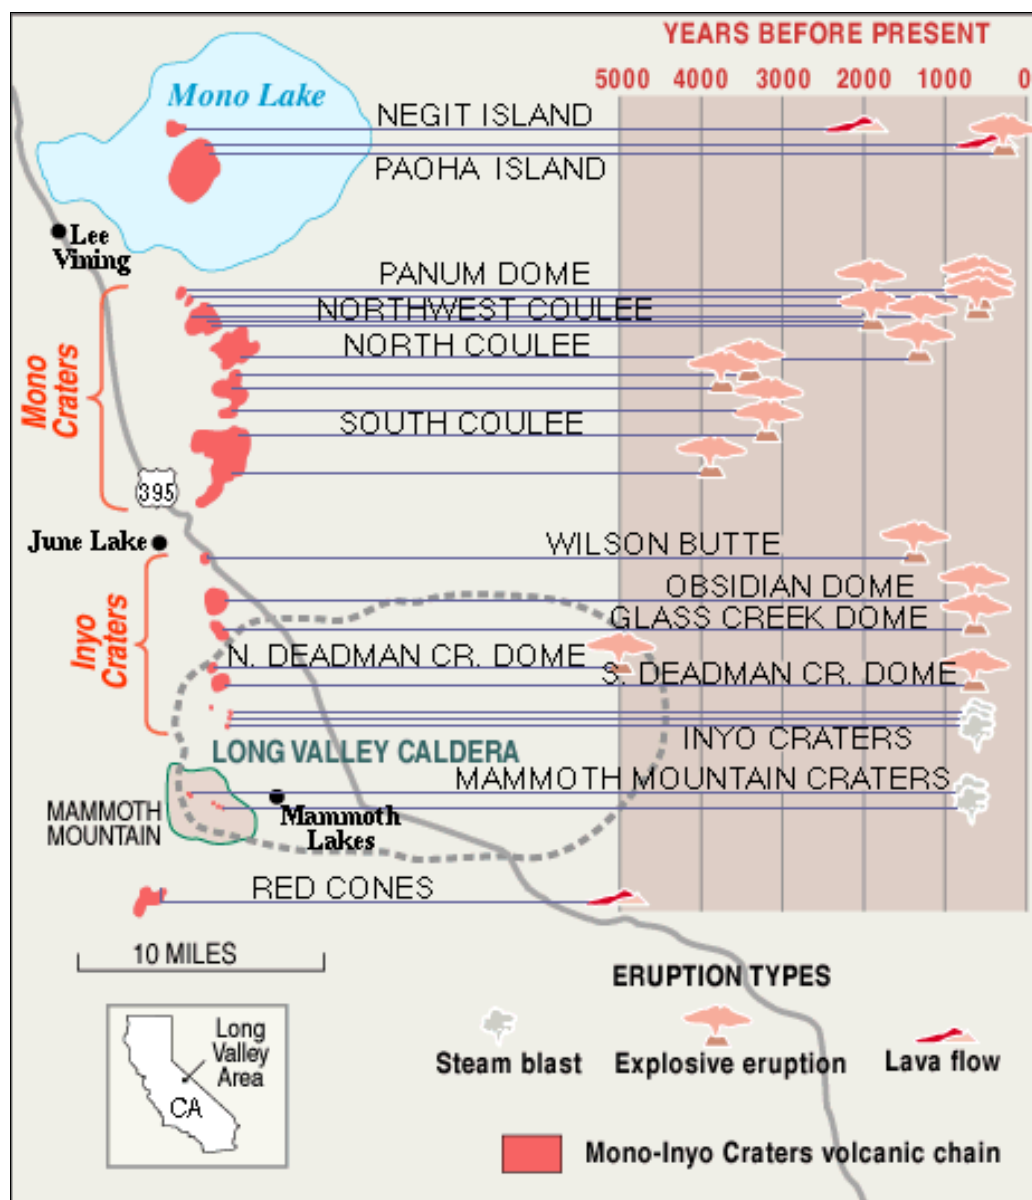 YEARS BEFORE PRESENT
5000 4000 3000 2000 1000 0
Mono Lake
NEGIT ISLAND
PAOHA ISLAND
Lee
Vining
PANUM DOME
NORTHWEST COULEE
NORTH COULEE
Mono
Craters
SOUTH COULEE
395
June Lake
WILSON BUTTE
OBSIDIAN DOME
GLASS CREEK DOME
Inyo
Craters
N. DEADMAN CR. DOME
S. DEADMAN CR. DOME
INYO CRATERS
LONG VALLEY CALDERA
MAMMOTH MOUNTAIN CRATERS
MAMMOTH
MOUNTAIN
Mammoth
Lakes
RED CONES
10 MILES
ERUPTION TYPES
Steam blast
Explosive eruption
Lava flow
Long
Valley
Area
CA
Mono-Inyo Craters volcanic chain